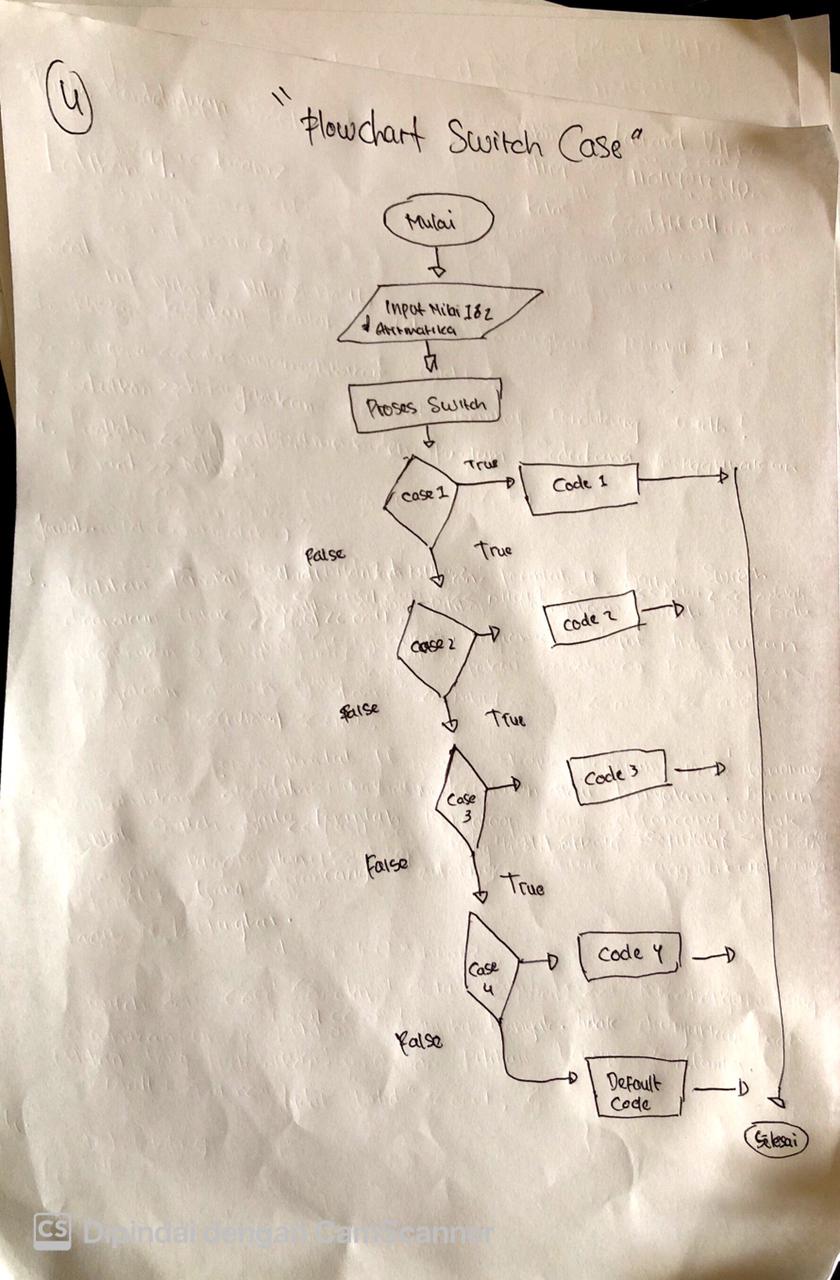 4
"Flowchart Switch Case"
Mulai
Input Nilai 1&2
Aritmatika
Proses Switch
True
Case 1
Code 1
False
True
Case 2
Code 2
False
True
Case 3
Code 3
False
True
Case 4
Code 4
False
Default
Code
Selesai
CS Dipindai dengan CamScanner